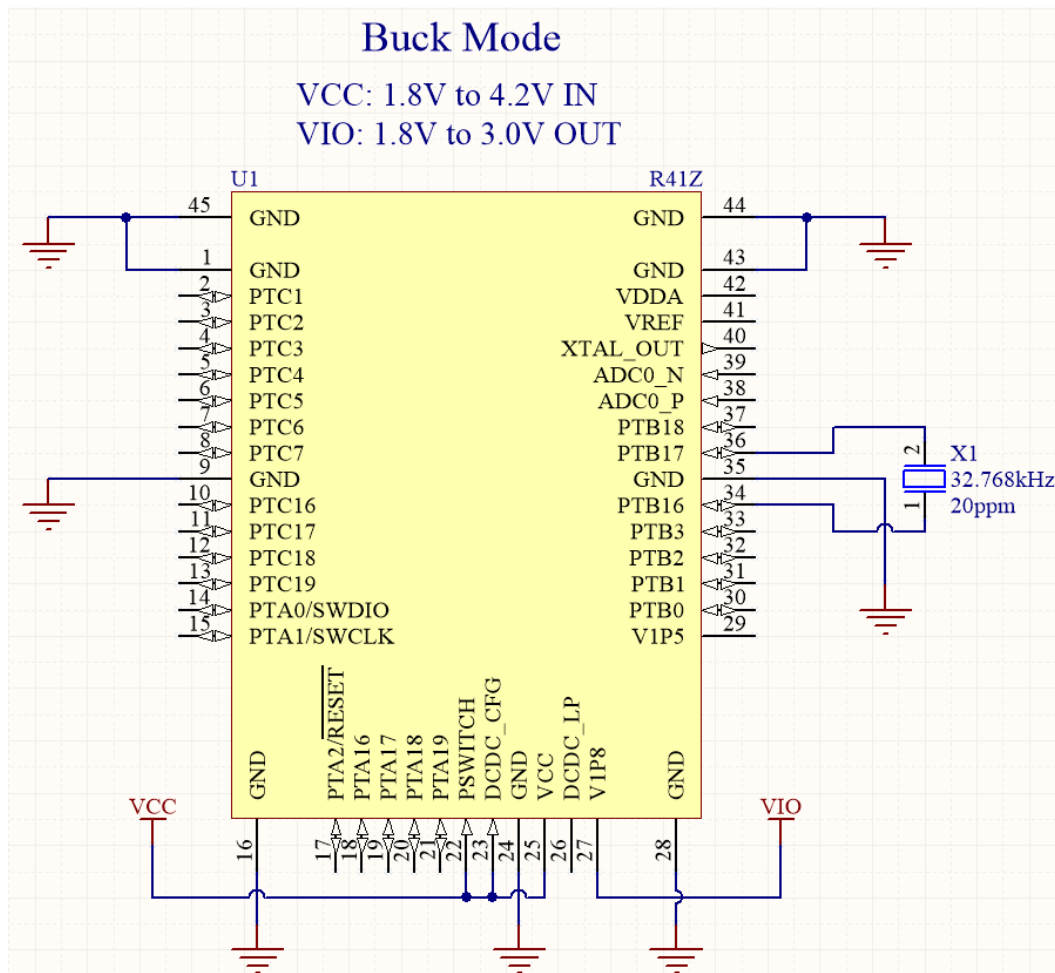 Buck Mode
VCC: 1.8V to 4.2V IN
VIO: 1.8V to 3.0V OUT
U1 R41Z
45 GND GND 44
1 GND GND 43
2 PTC1 VDDA 42
3 PTC2 VREF 41
4 PTC3 XTAL_OUT 40
5 PTC4 ADC0_N 39
6 PTC5 ADC0_P 38
7 PTC6 PTB18 37
8 PTC7 PTB17 36
9 GND GND 35
10 PTC16 PTB16 34
11 PTC17 PTB3 33
12 PTC18 PTB2 32
13 PTC19 PTB1 31
14 PTA0/SWDIO PTB0 30
15 PTA1/SWCLK V1P5 29
2 X1
32.768kHz
1 20ppm
GND
PTA2/RESET
PTA16
PTA17
PTA18
PTA19
PSWITCH
DCDC_CFG
GND
VCC
DCDC_LP
V1P8
GND
VCC VIO
16 17 18 19 20 21 22 23 24 25 26 27 28